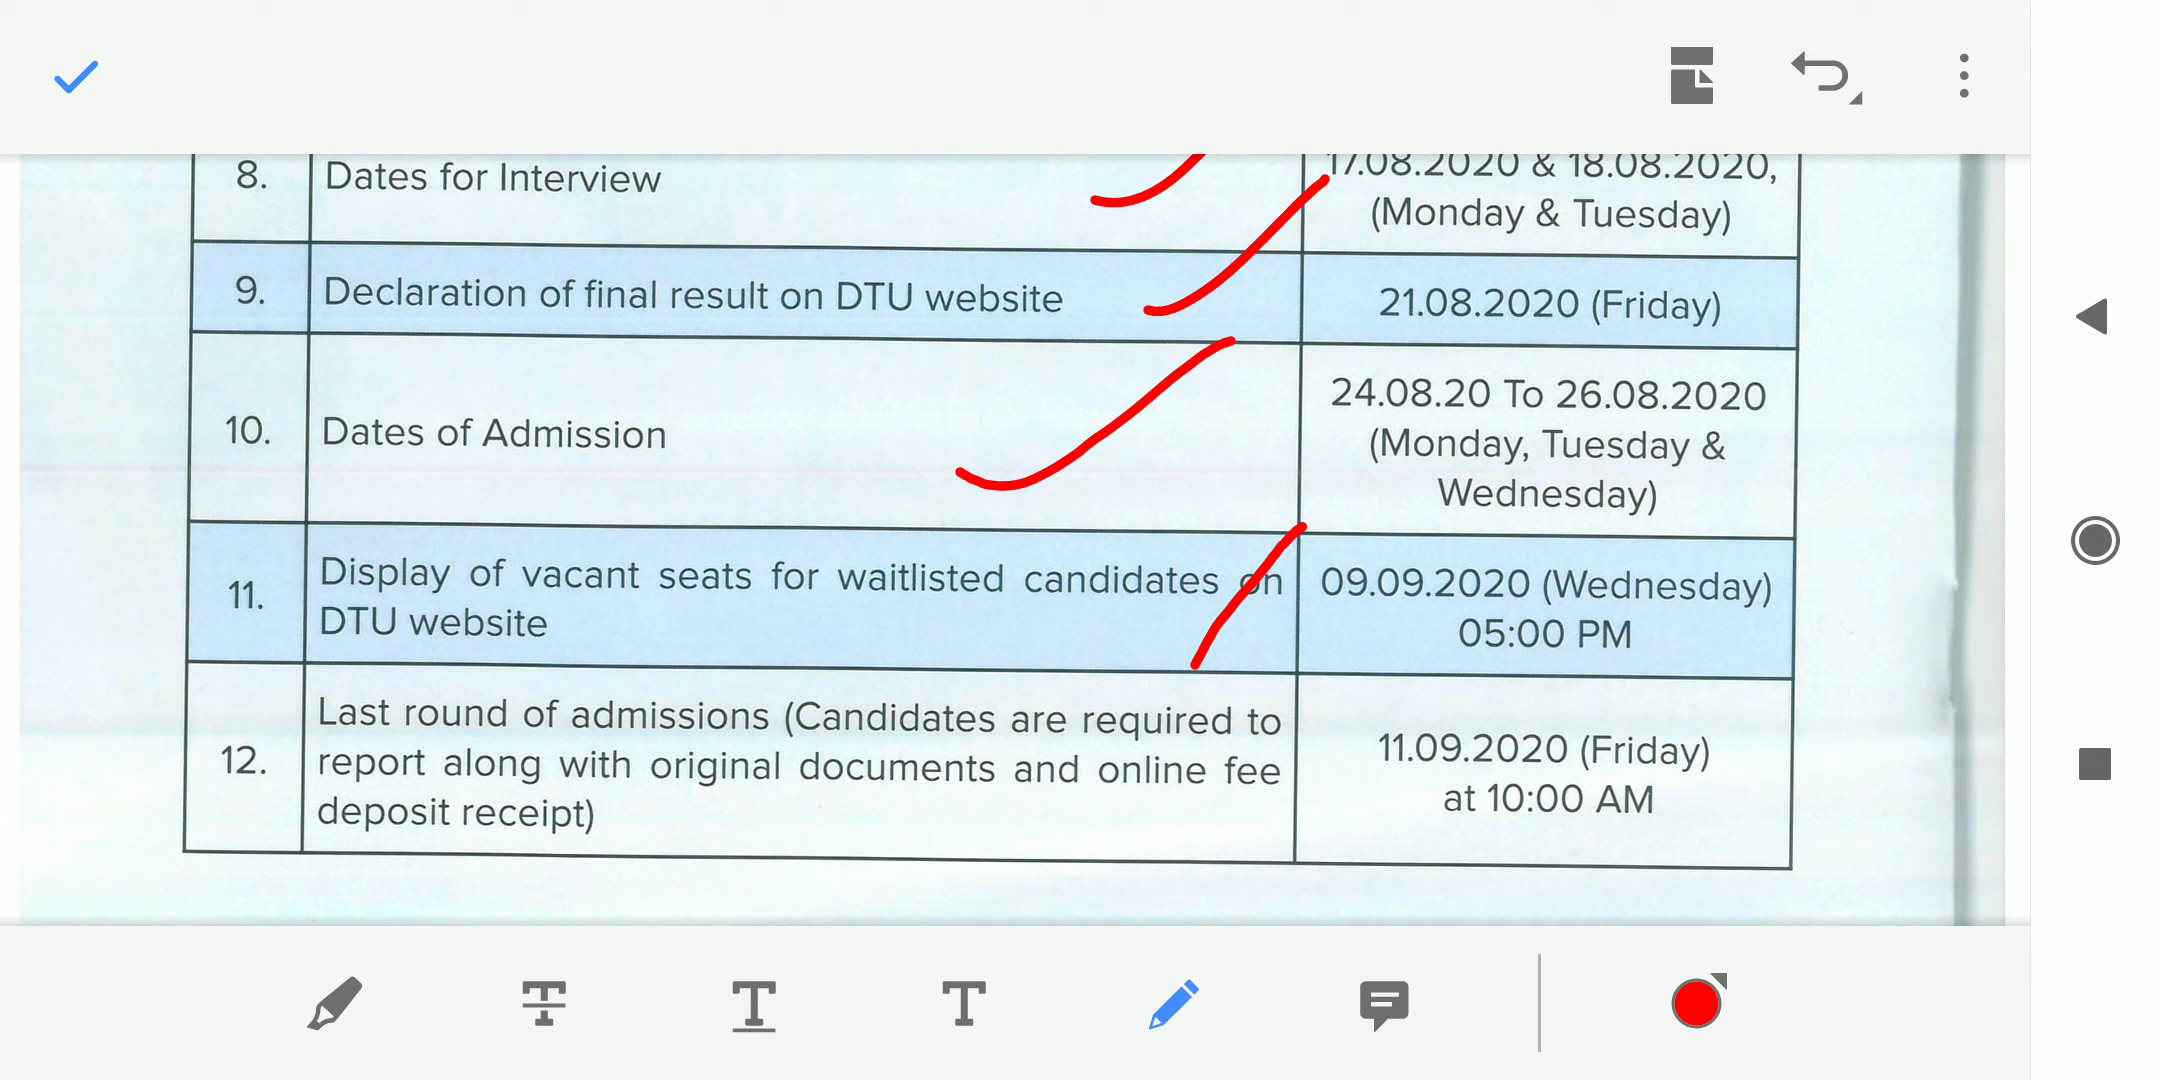 8. Dates for Interview 17.08.2020 & 18.08.2020,
(Monday & Tuesday)
9. Declaration of final result on DTU website 21.08.2020 (Friday)
10. Dates of Admission 24.08.20 To 26.08.2020
(Monday, Tuesday &
Wednesday)
11. Display of vacant seats for waitlisted candidates on
DTU website
09.09.2020 (Wednesday)
05:00 PM
12. Last round of admissions (Candidates are required to
report along with original documents and online fee
deposit receipt)
11.09.2020 (Friday)
at 10:00 AM